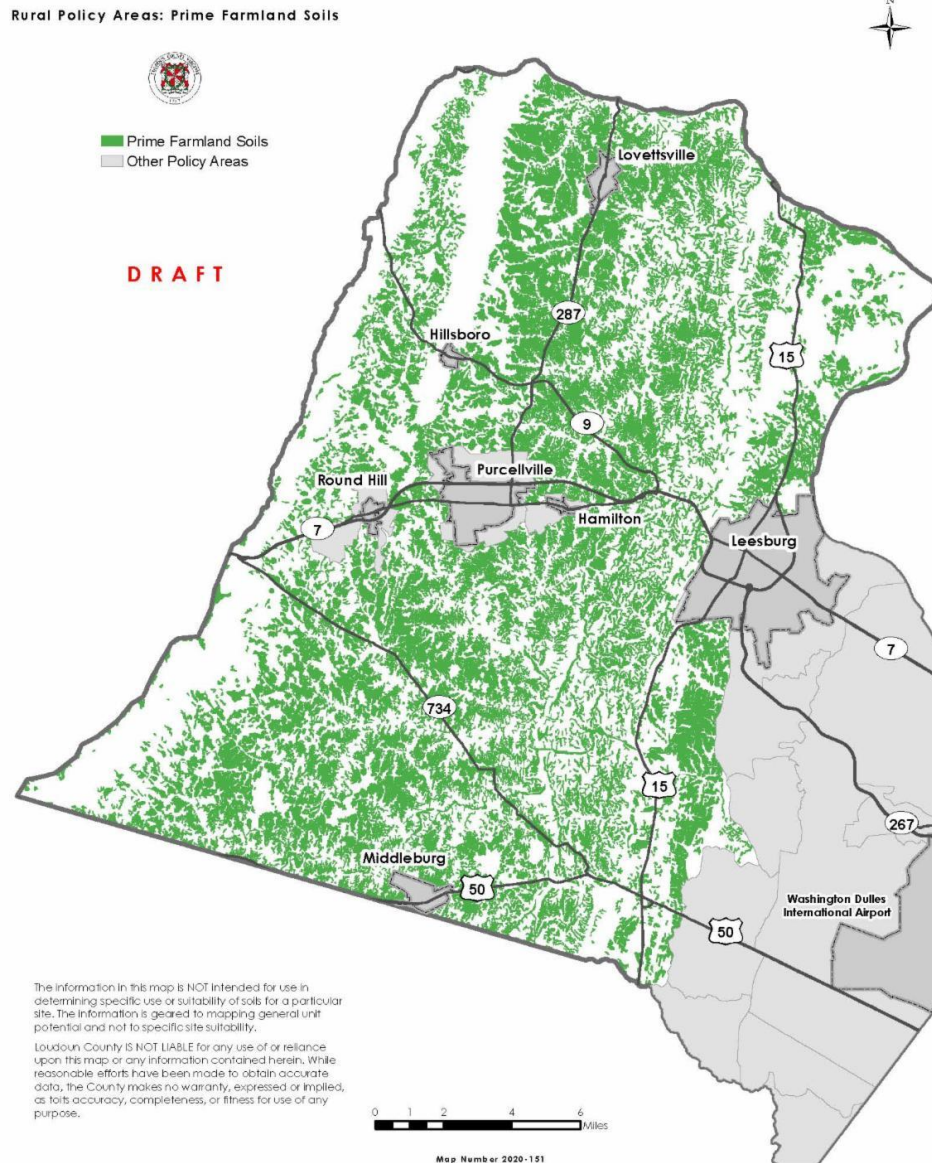 Rural Policy Areas: Prime Farmland Soils
N
Prime Farmland Soils
Other Policy Areas
DRAFT
Lovettsville
287
Hillsboro
15
9
Round Hill
Purcellville
7
Hamilton
Leesburg
7
734
15
267
Middleburg
50
Washington Dulles
International Airport
50
The information in this map is NOT intended for use in
determining specific use or suitability of soils for a particular
site. The information is geared to mapping general unit
potential and not to specific site suitability.
Loudoun County IS NOT LIABLE for any use of or reliance
upon this map or any information contained herein. While
reasonable efforts have been made to obtain accurate
data, the County makes no warranty, expressed or implied,
as toits accuracy, completeness, or fitness for use of any
purpose.
0 1 2 4 6
Miles
Map Number 2020-151